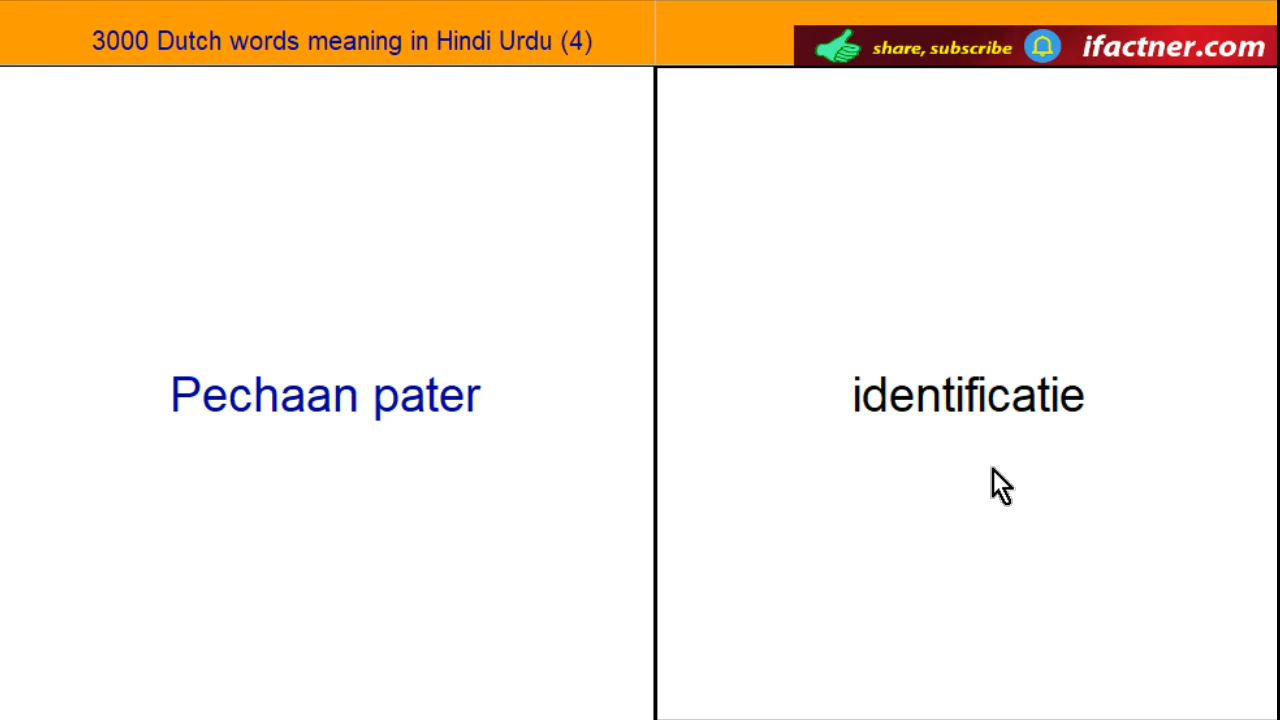 3000 Dutch words meaning in Hindi Urdu (4)
share, subscribe
ifactner.com
Pechaan pater
identificatie